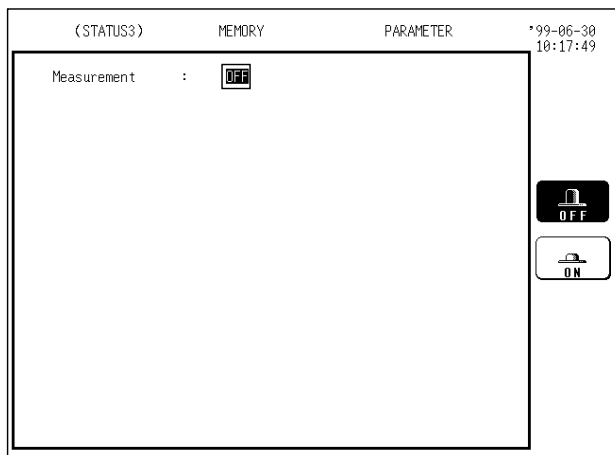 (STATUS3) MEMORY PARAMETER '99-06-30
10:17:49
Measurement : OFF
OFF
ON